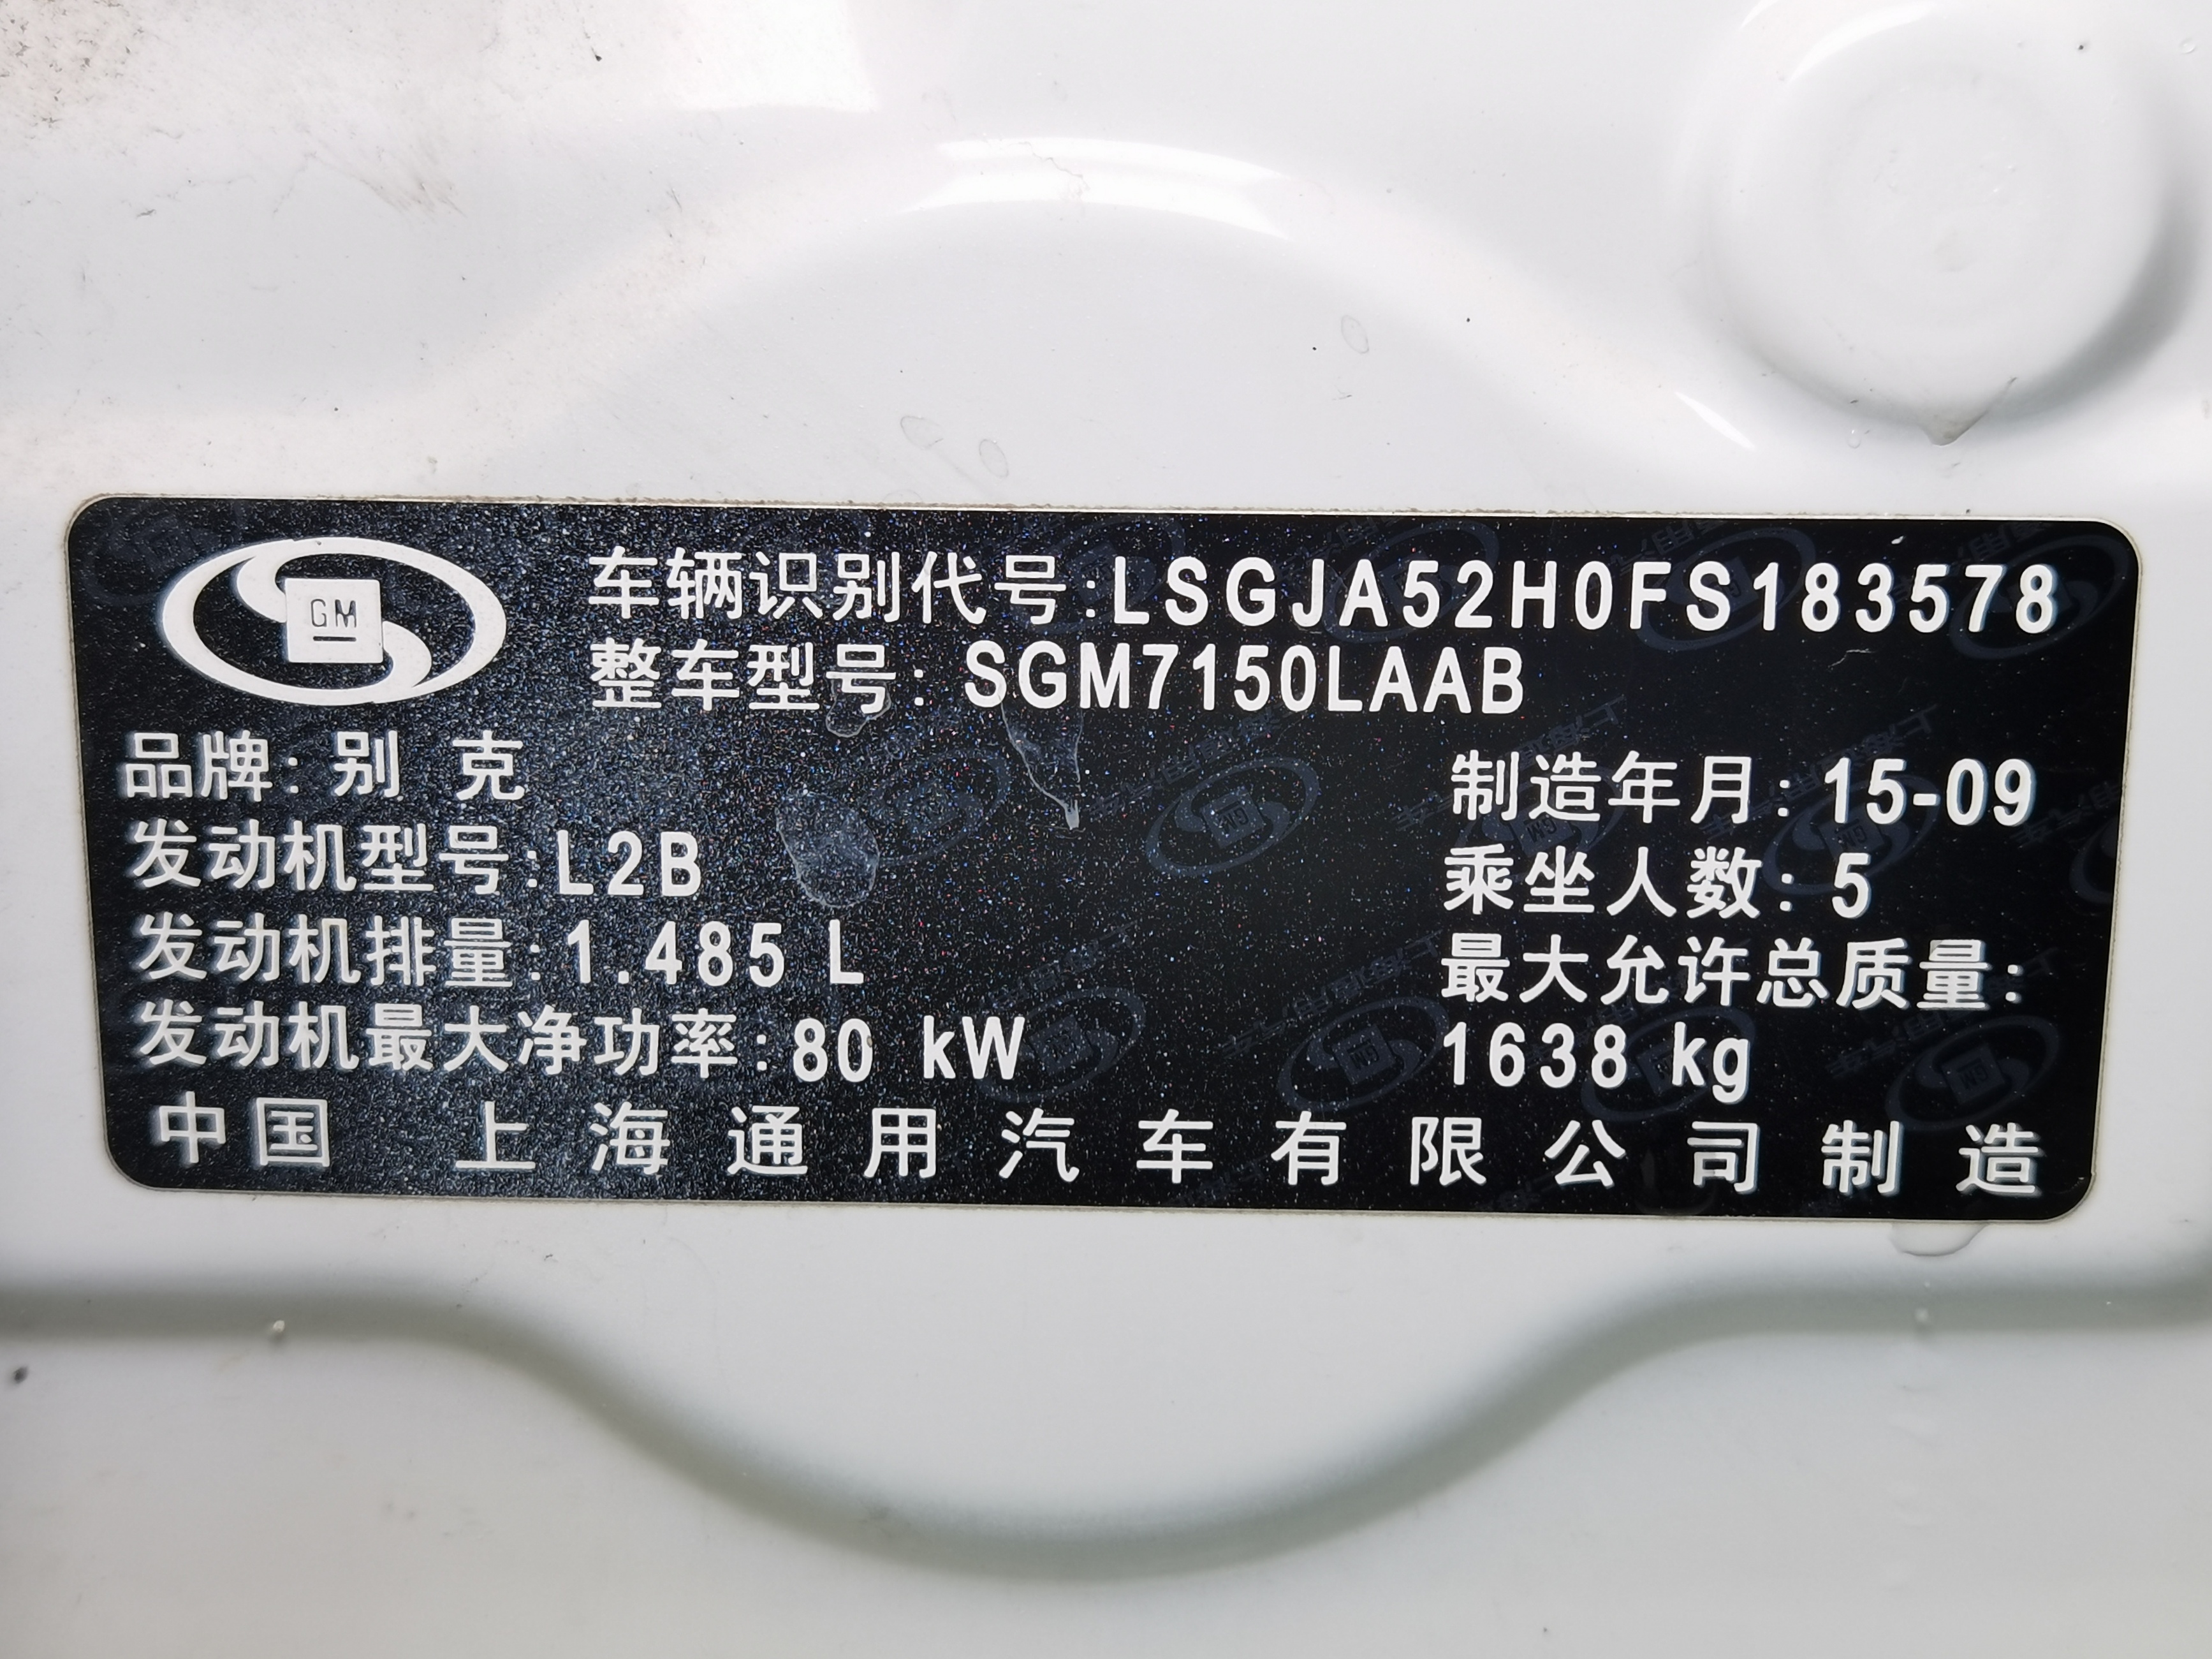 GM
车辆识别代号:LSGJA52H0FS183578
整车型号: SGM7150LAAB
品牌: 别 克
制造年月: 15-09
发动机型号:L2B
乘坐人数: 5
发动机排量:1.485 L
最大允许总质量:
发动机最大净功率:80 kW
1638 kg
中国 上海通用汽车有限公司制造